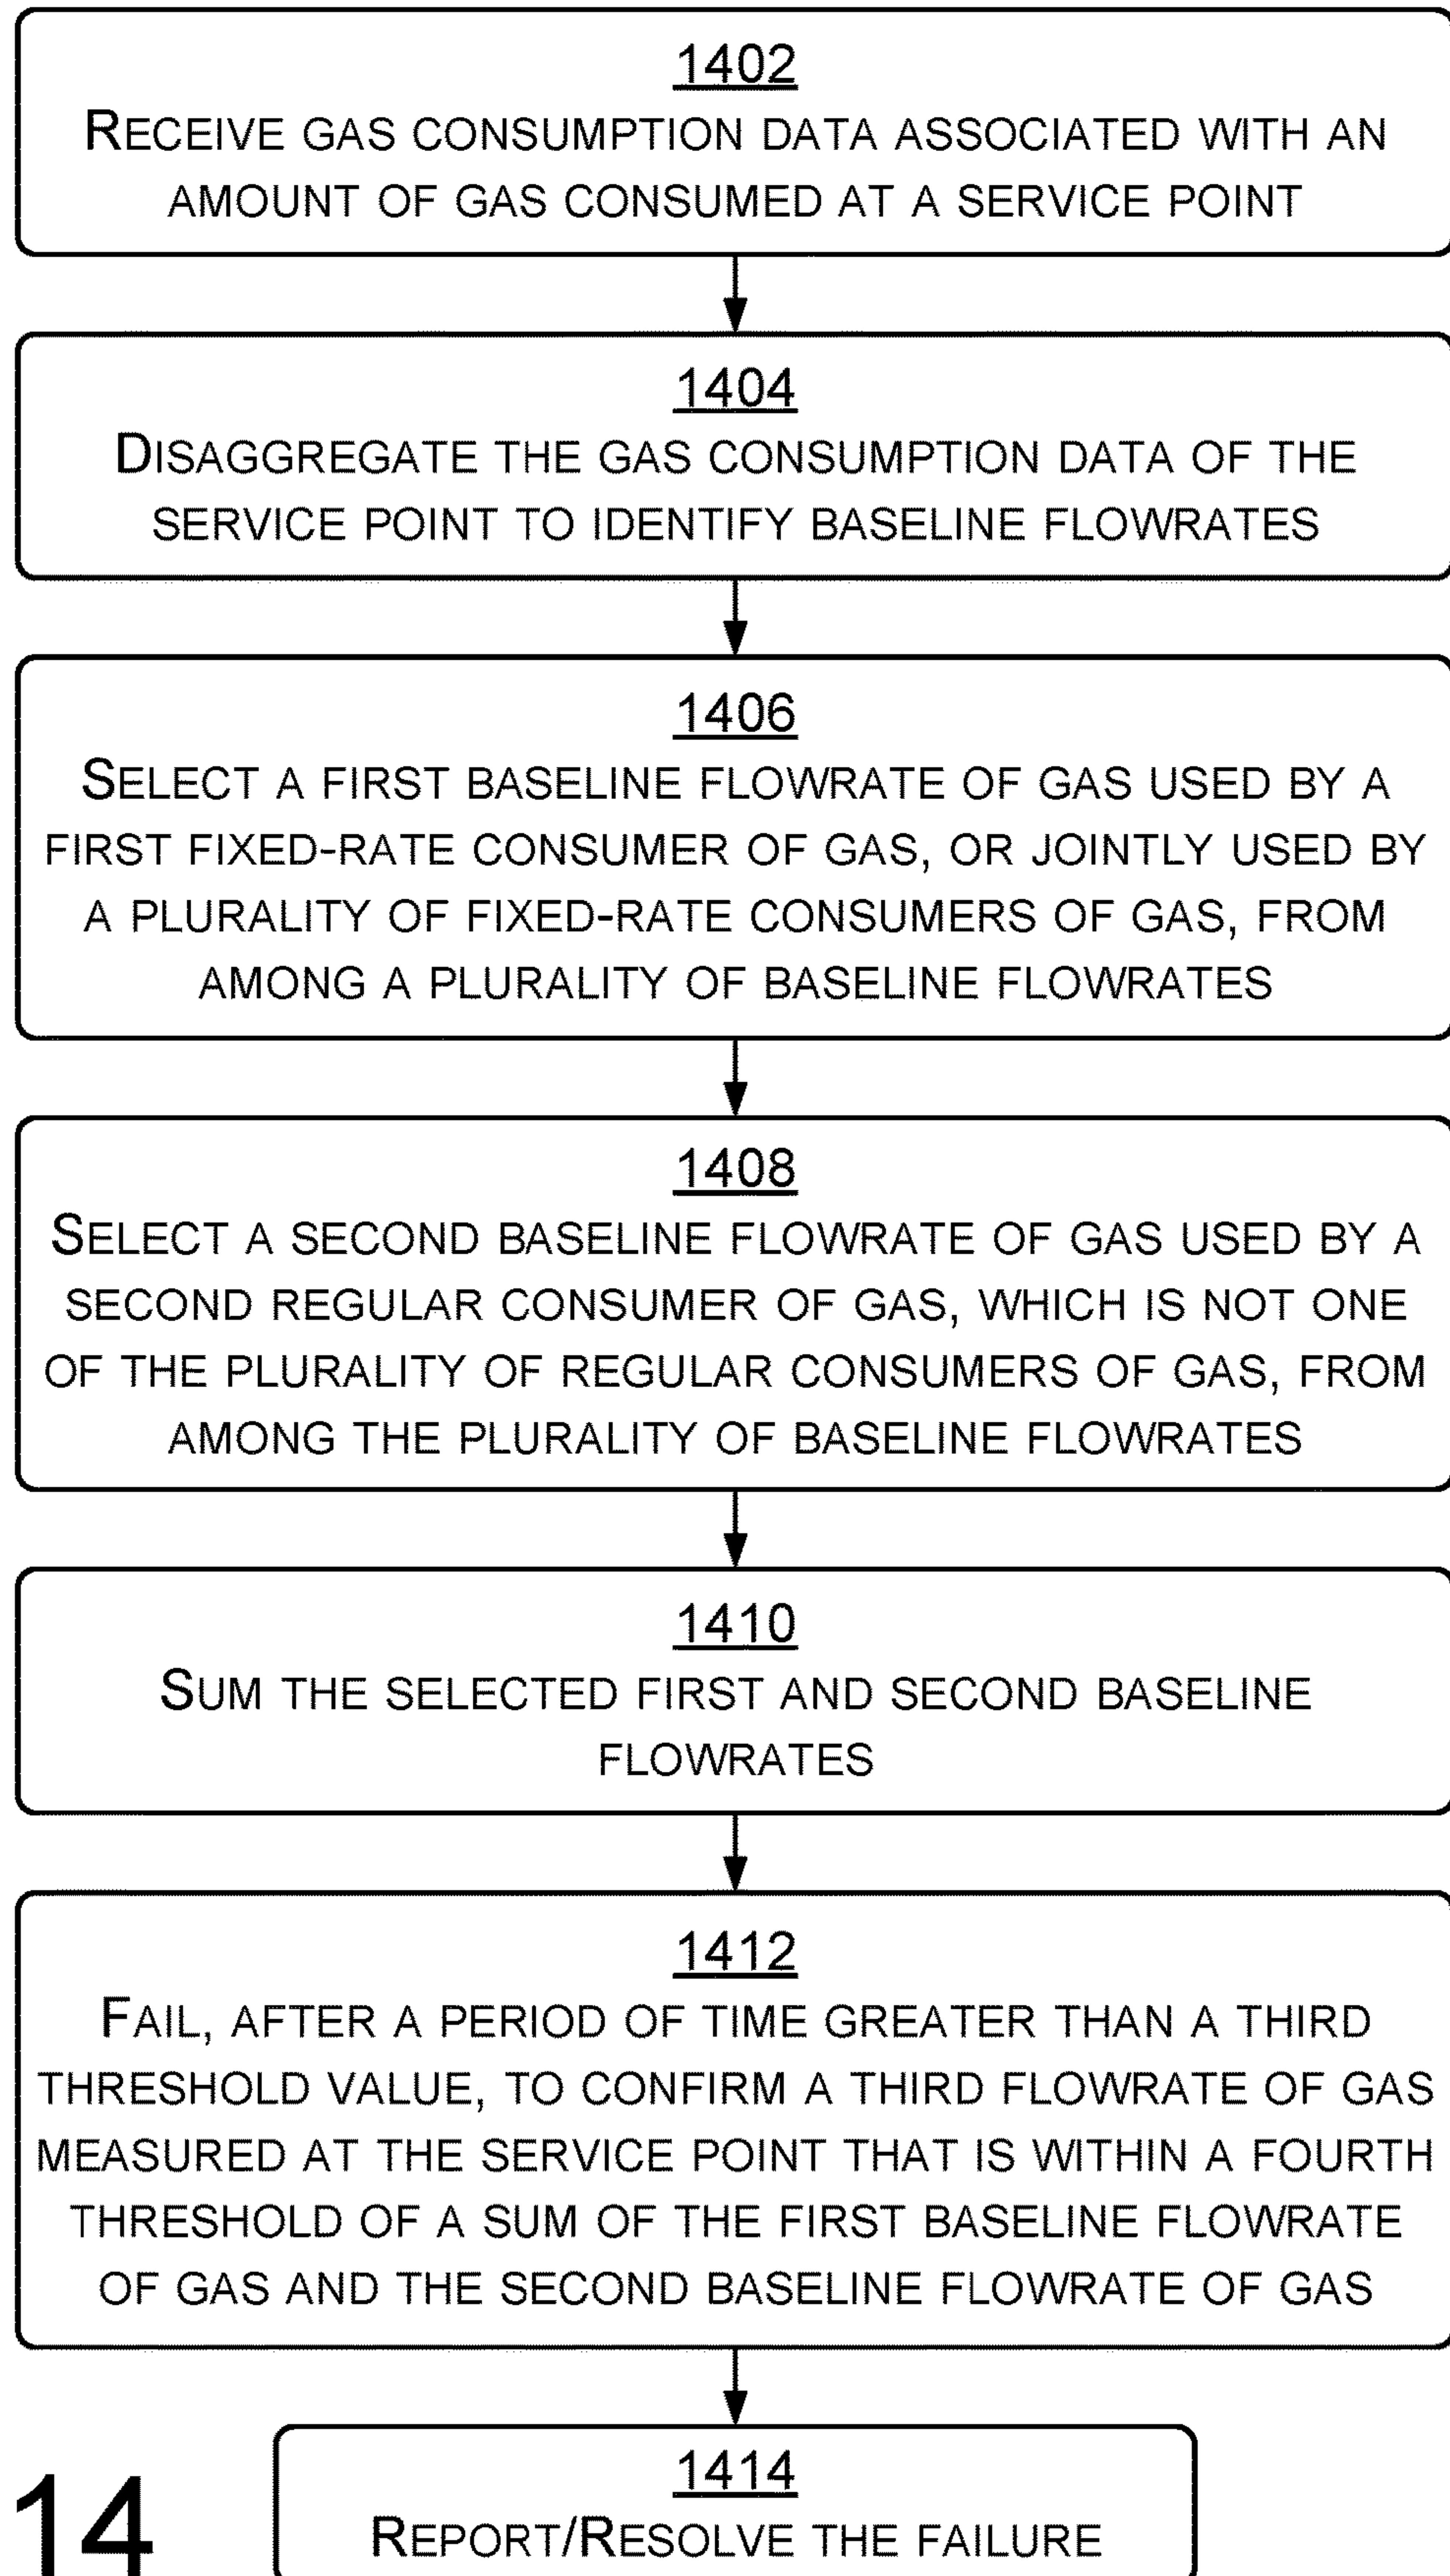 1402
RECEIVE GAS CONSUMPTION DATA ASSOCIATED WITH AN
AMOUNT OF GAS CONSUMED AT A SERVICE POINT
1404
DISAGGREGATE THE GAS CONSUMPTION DATA OF THE
SERVICE POINT TO IDENTIFY BASELINE FLOWRATES
1406
SELECT A FIRST BASELINE FLOWRATE OF GAS USED BY A
FIRST FIXED-RATE CONSUMER OF GAS, OR JOINTLY USED BY
A PLURALITY OF FIXED-RATE CONSUMERS OF GAS, FROM
AMONG A PLURALITY OF BASELINE FLOWRATES
1408
SELECT A SECOND BASELINE FLOWRATE OF GAS USED BY A
SECOND REGULAR CONSUMER OF GAS, WHICH IS NOT ONE
OF THE PLURALITY OF REGULAR CONSUMERS OF GAS, FROM
AMONG THE PLURALITY OF BASELINE FLOWRATES
1410
SUM THE SELECTED FIRST AND SECOND BASELINE
FLOWRATES
1412
FAIL, AFTER A PERIOD OF TIME GREATER THAN A THIRD
THRESHOLD VALUE, TO CONFIRM A THIRD FLOWRATE OF GAS
MEASURED AT THE SERVICE POINT THAT IS WITHIN A FOURTH
THRESHOLD OF A SUM OF THE FIRST BASELINE FLOWRATE
OF GAS AND THE SECOND BASELINE FLOWRATE OF GAS
1414
REPORT/RESOLVE THE FAILURE
14